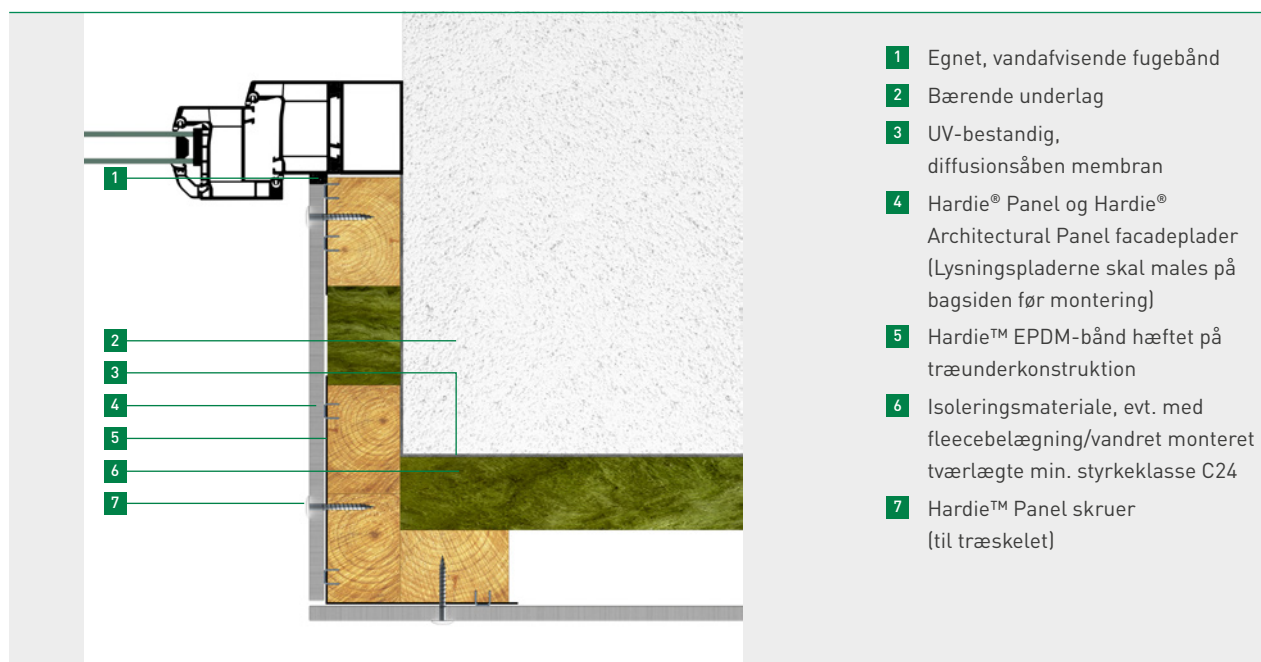 1 Egnet, vandafvisende fugebånd
2 Bærende underlag
3 UV-bestandig,
diffusionsåben membran
4 Hardie® Panel og Hardie®
Architectural Panel facadeplader
(Lysningspladerne skal males på
bagsiden før montering)
5 Hardie™ EPDM-bånd hæftet på
træunderkonstruktion
6 Isoleringsmateriale, evt. med
fleecebelægning/vandret monteret
tværlægte min. styrkeklasse C24
7 Hardie™ Panel skruer
(til træskelet)
1
2
3
4
5
6
7